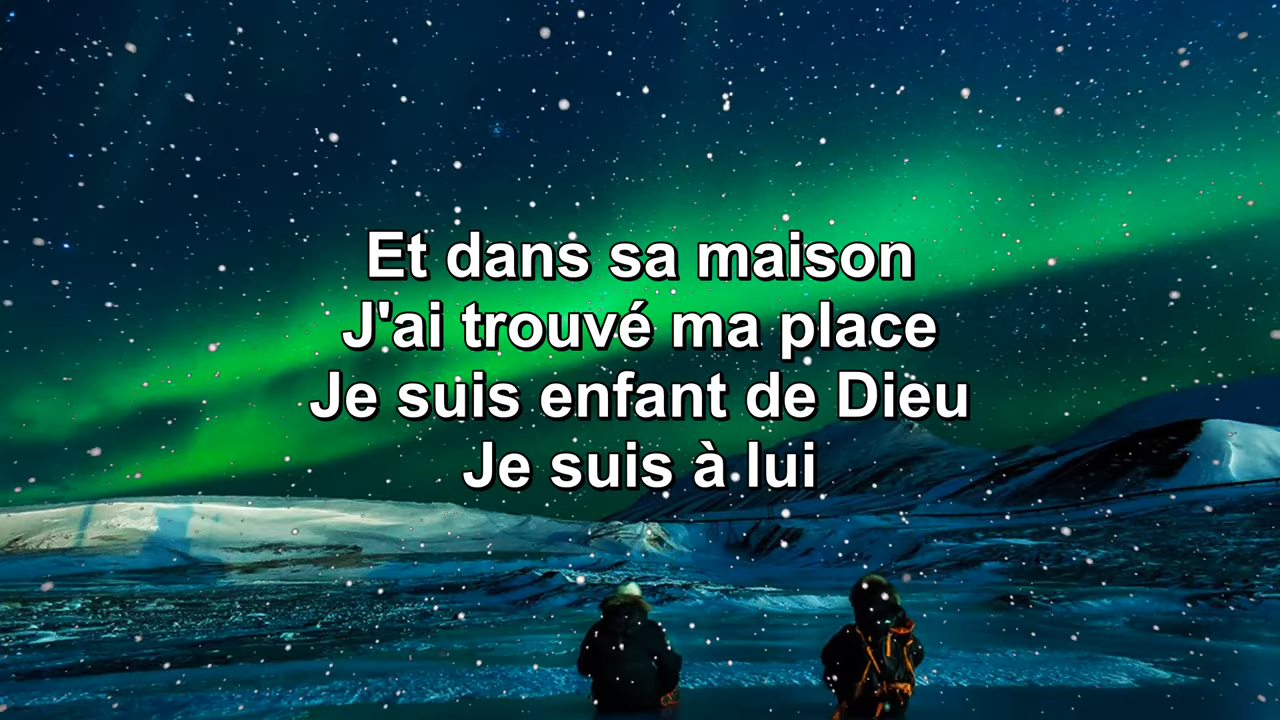 Et dans sa maison
J'ai trouvé ma place
Je suis enfant de Dieu
Je suis à lui